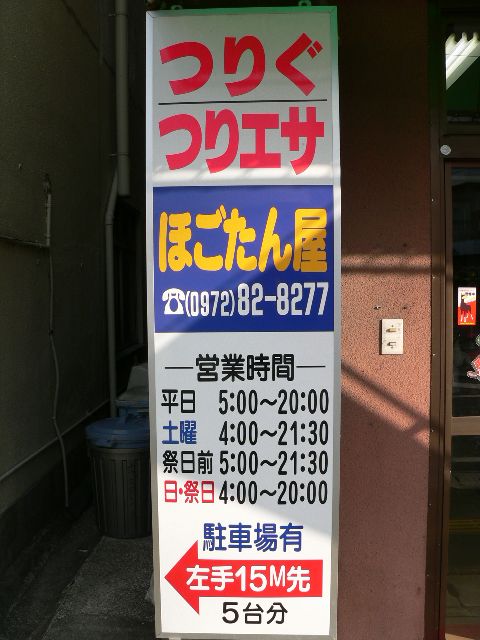 つりぐ
つりエサ
ほごたん屋
☎(0972)82-8277
―営業時間―
平日 5:00〜20:00
土曜 4:00〜21:30
祭日前 5:00〜21:30
日・祭日 4:00〜20:00
駐車場有
左手15M先
5台分